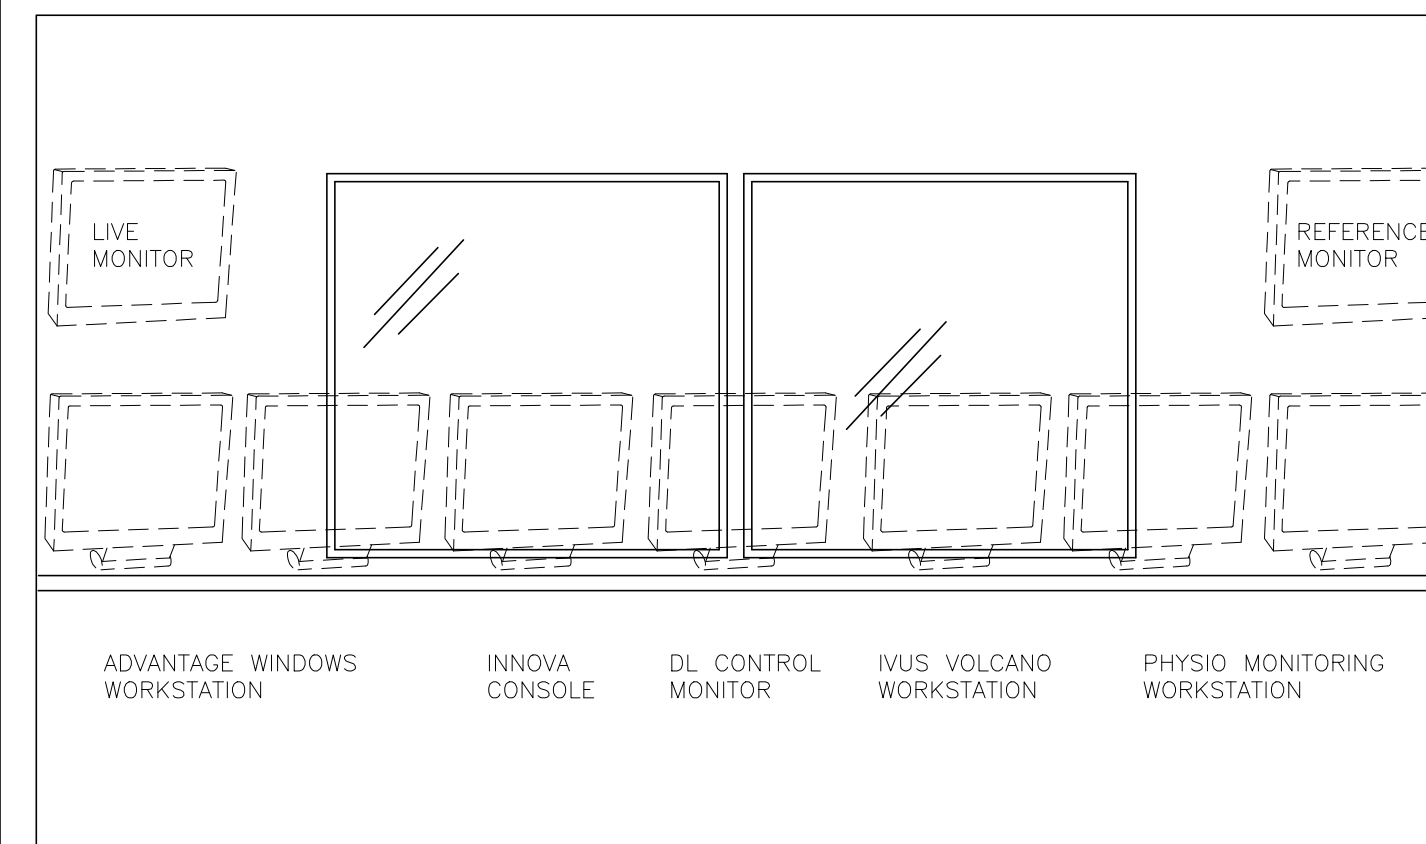 LIVE
MONITOR
REFERENCE
MONITOR
ADVANTAGE WINDOWS
WORKSTATION
INNOVA
CONSOLE
DL CONTROL
MONITOR
IVUS VOLCANO
WORKSTATION
PHYSIO MONITORING
WORKSTATION